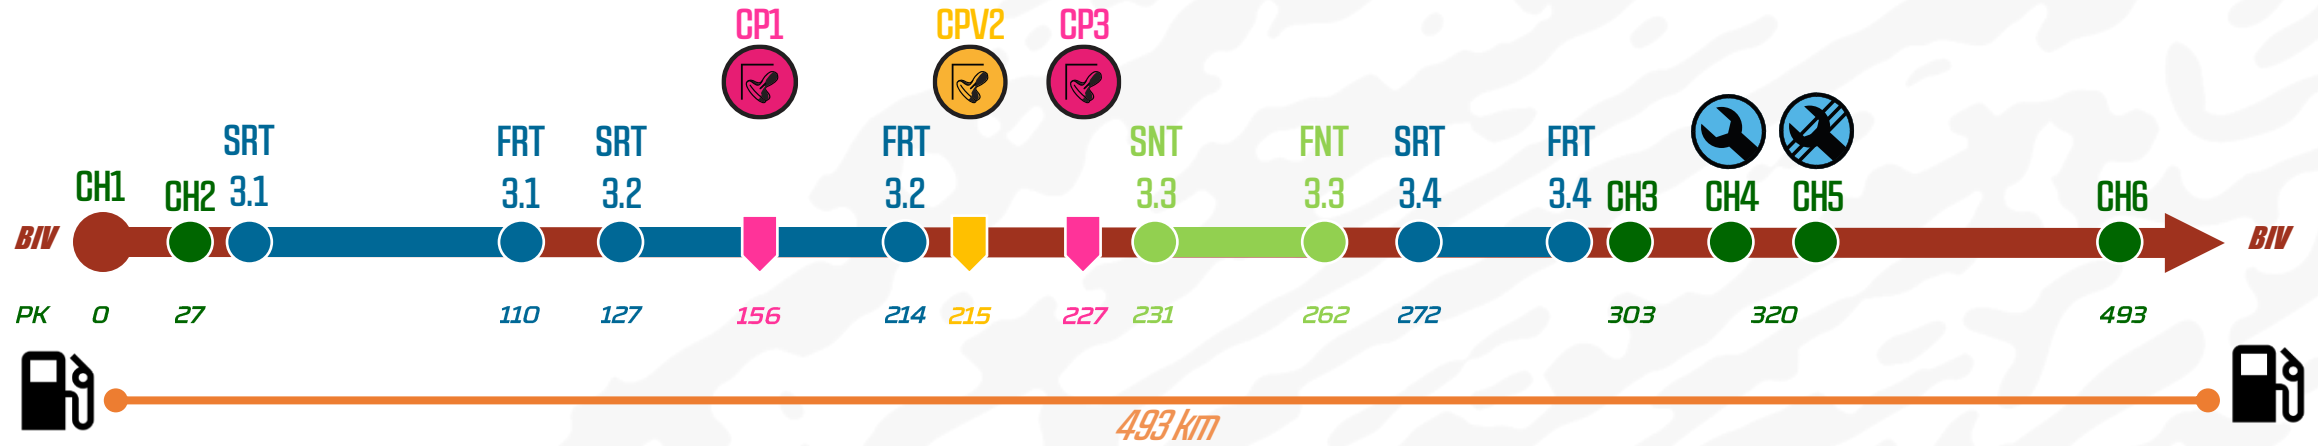 CP1 CPV2 CP3
SRT FRT SRT FRT SNT FNT SRT FRT
CH1 CH2 3.1 3.1 3.2 3.2 3.3 3.3 3.4 3.4 CH3 CH4 CH5 CH6
BIV BIV
PK 0 27 110 127 156 214 215 227 231 262 272 303 320 493
493 km